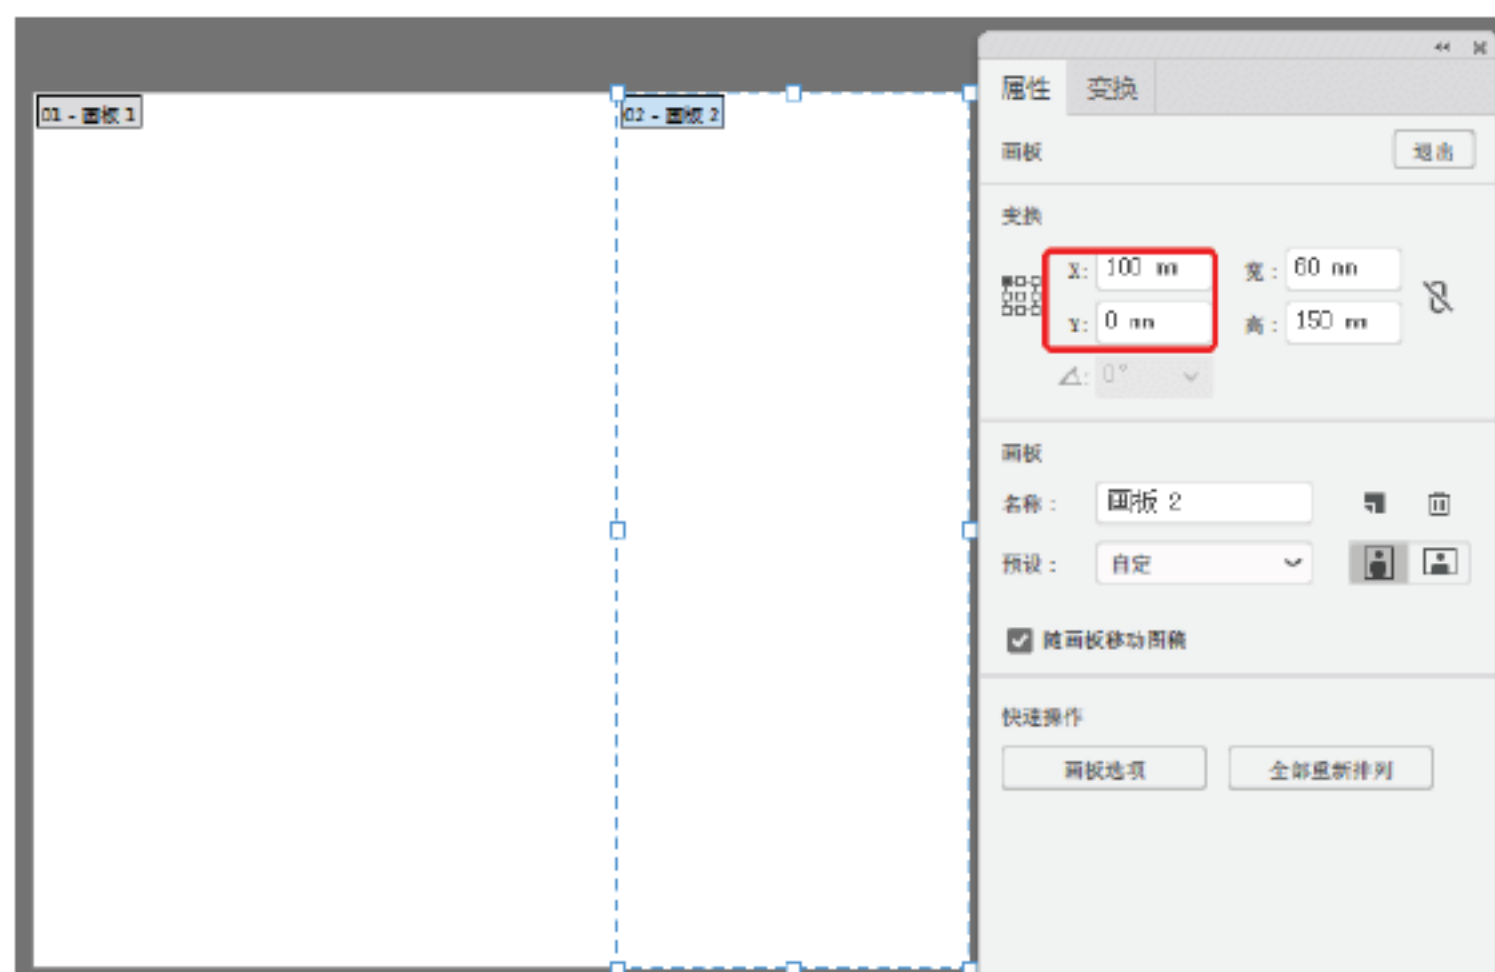 01 - 画板 1
02 - 画板 2
属性 变换
画板 退出
变换
X: 100 mm 宽: 60 mm
Y: 0 mm 高: 150 mm
0°
画板
名称: 画板 2
预设: 自定
随画板移动图稿
快速操作
画板选项 全部重新排列